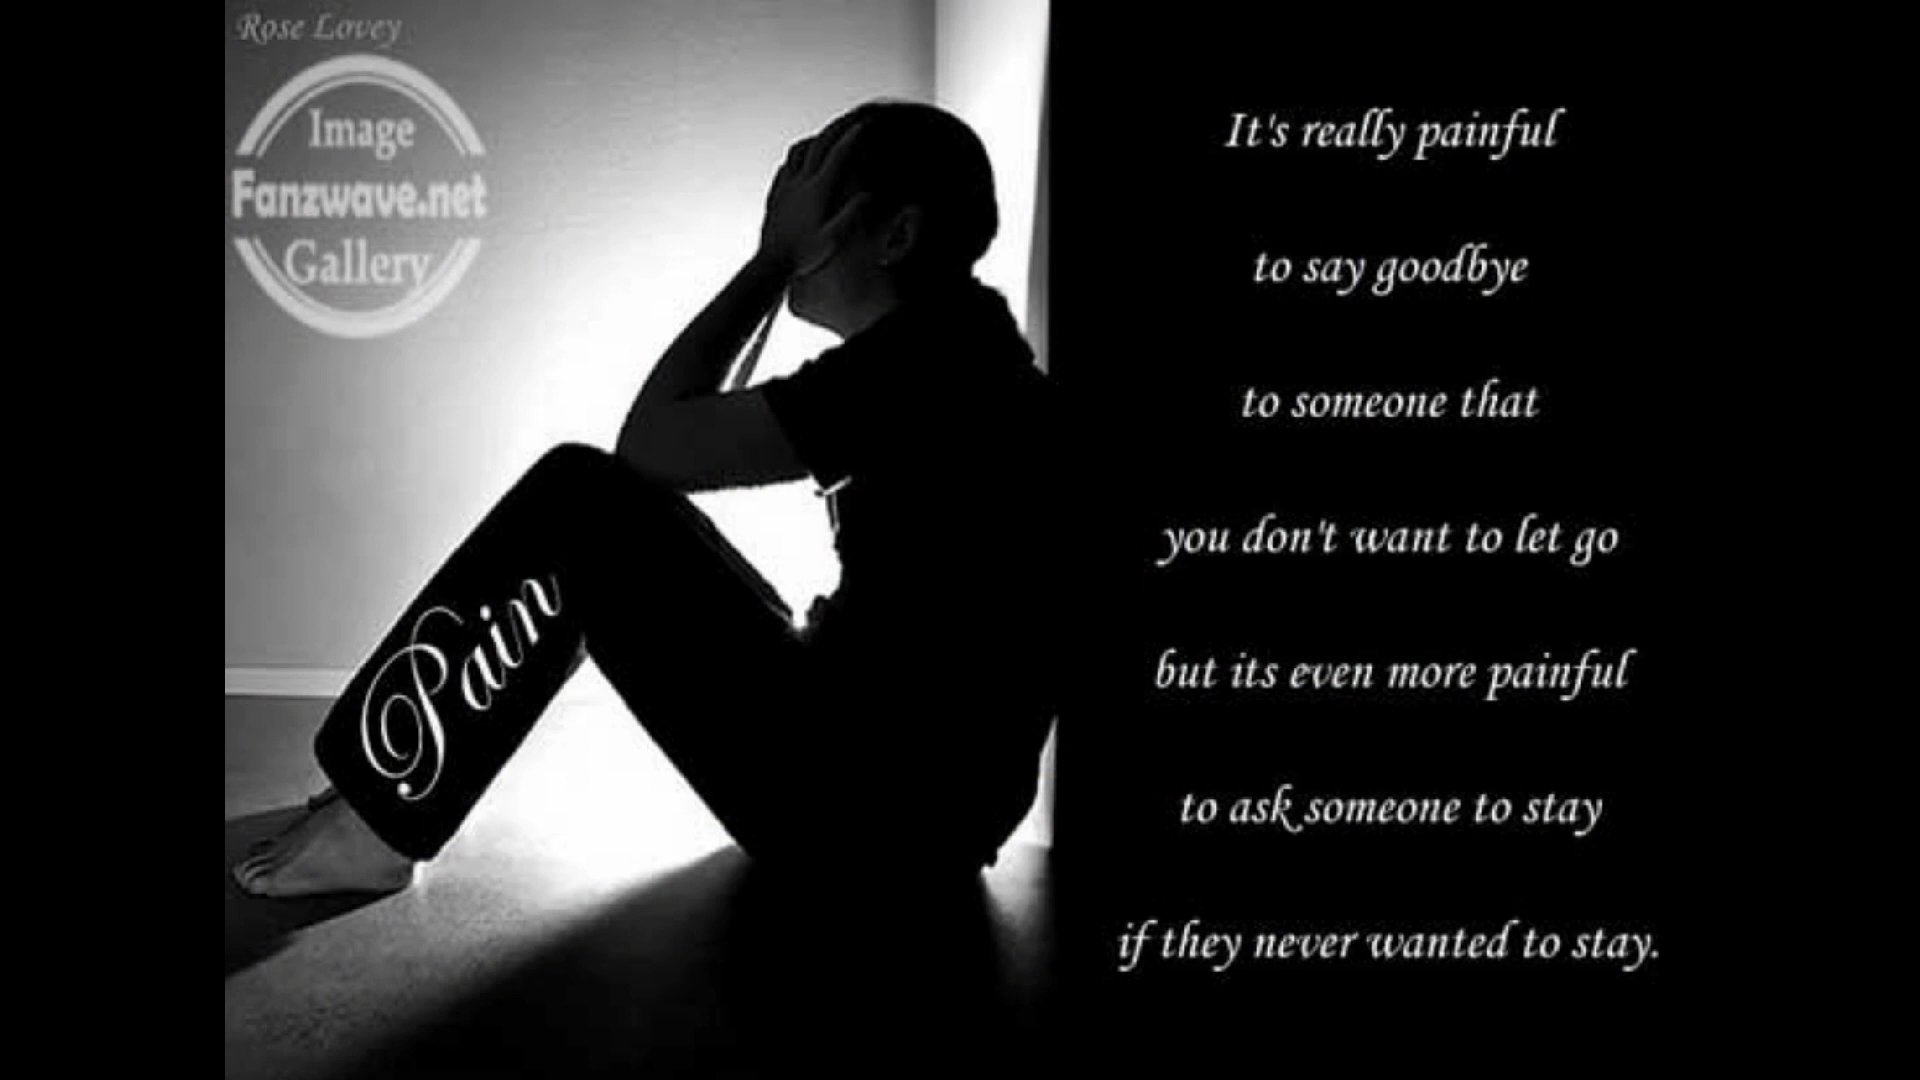 Rose Lovey
Image
Fanzwave.net
Gallery
Pain
It's really painful
to say goodbye
to someone that
you don't want to let go
but its even more painful
to ask someone to stay
if they never wanted to stay.